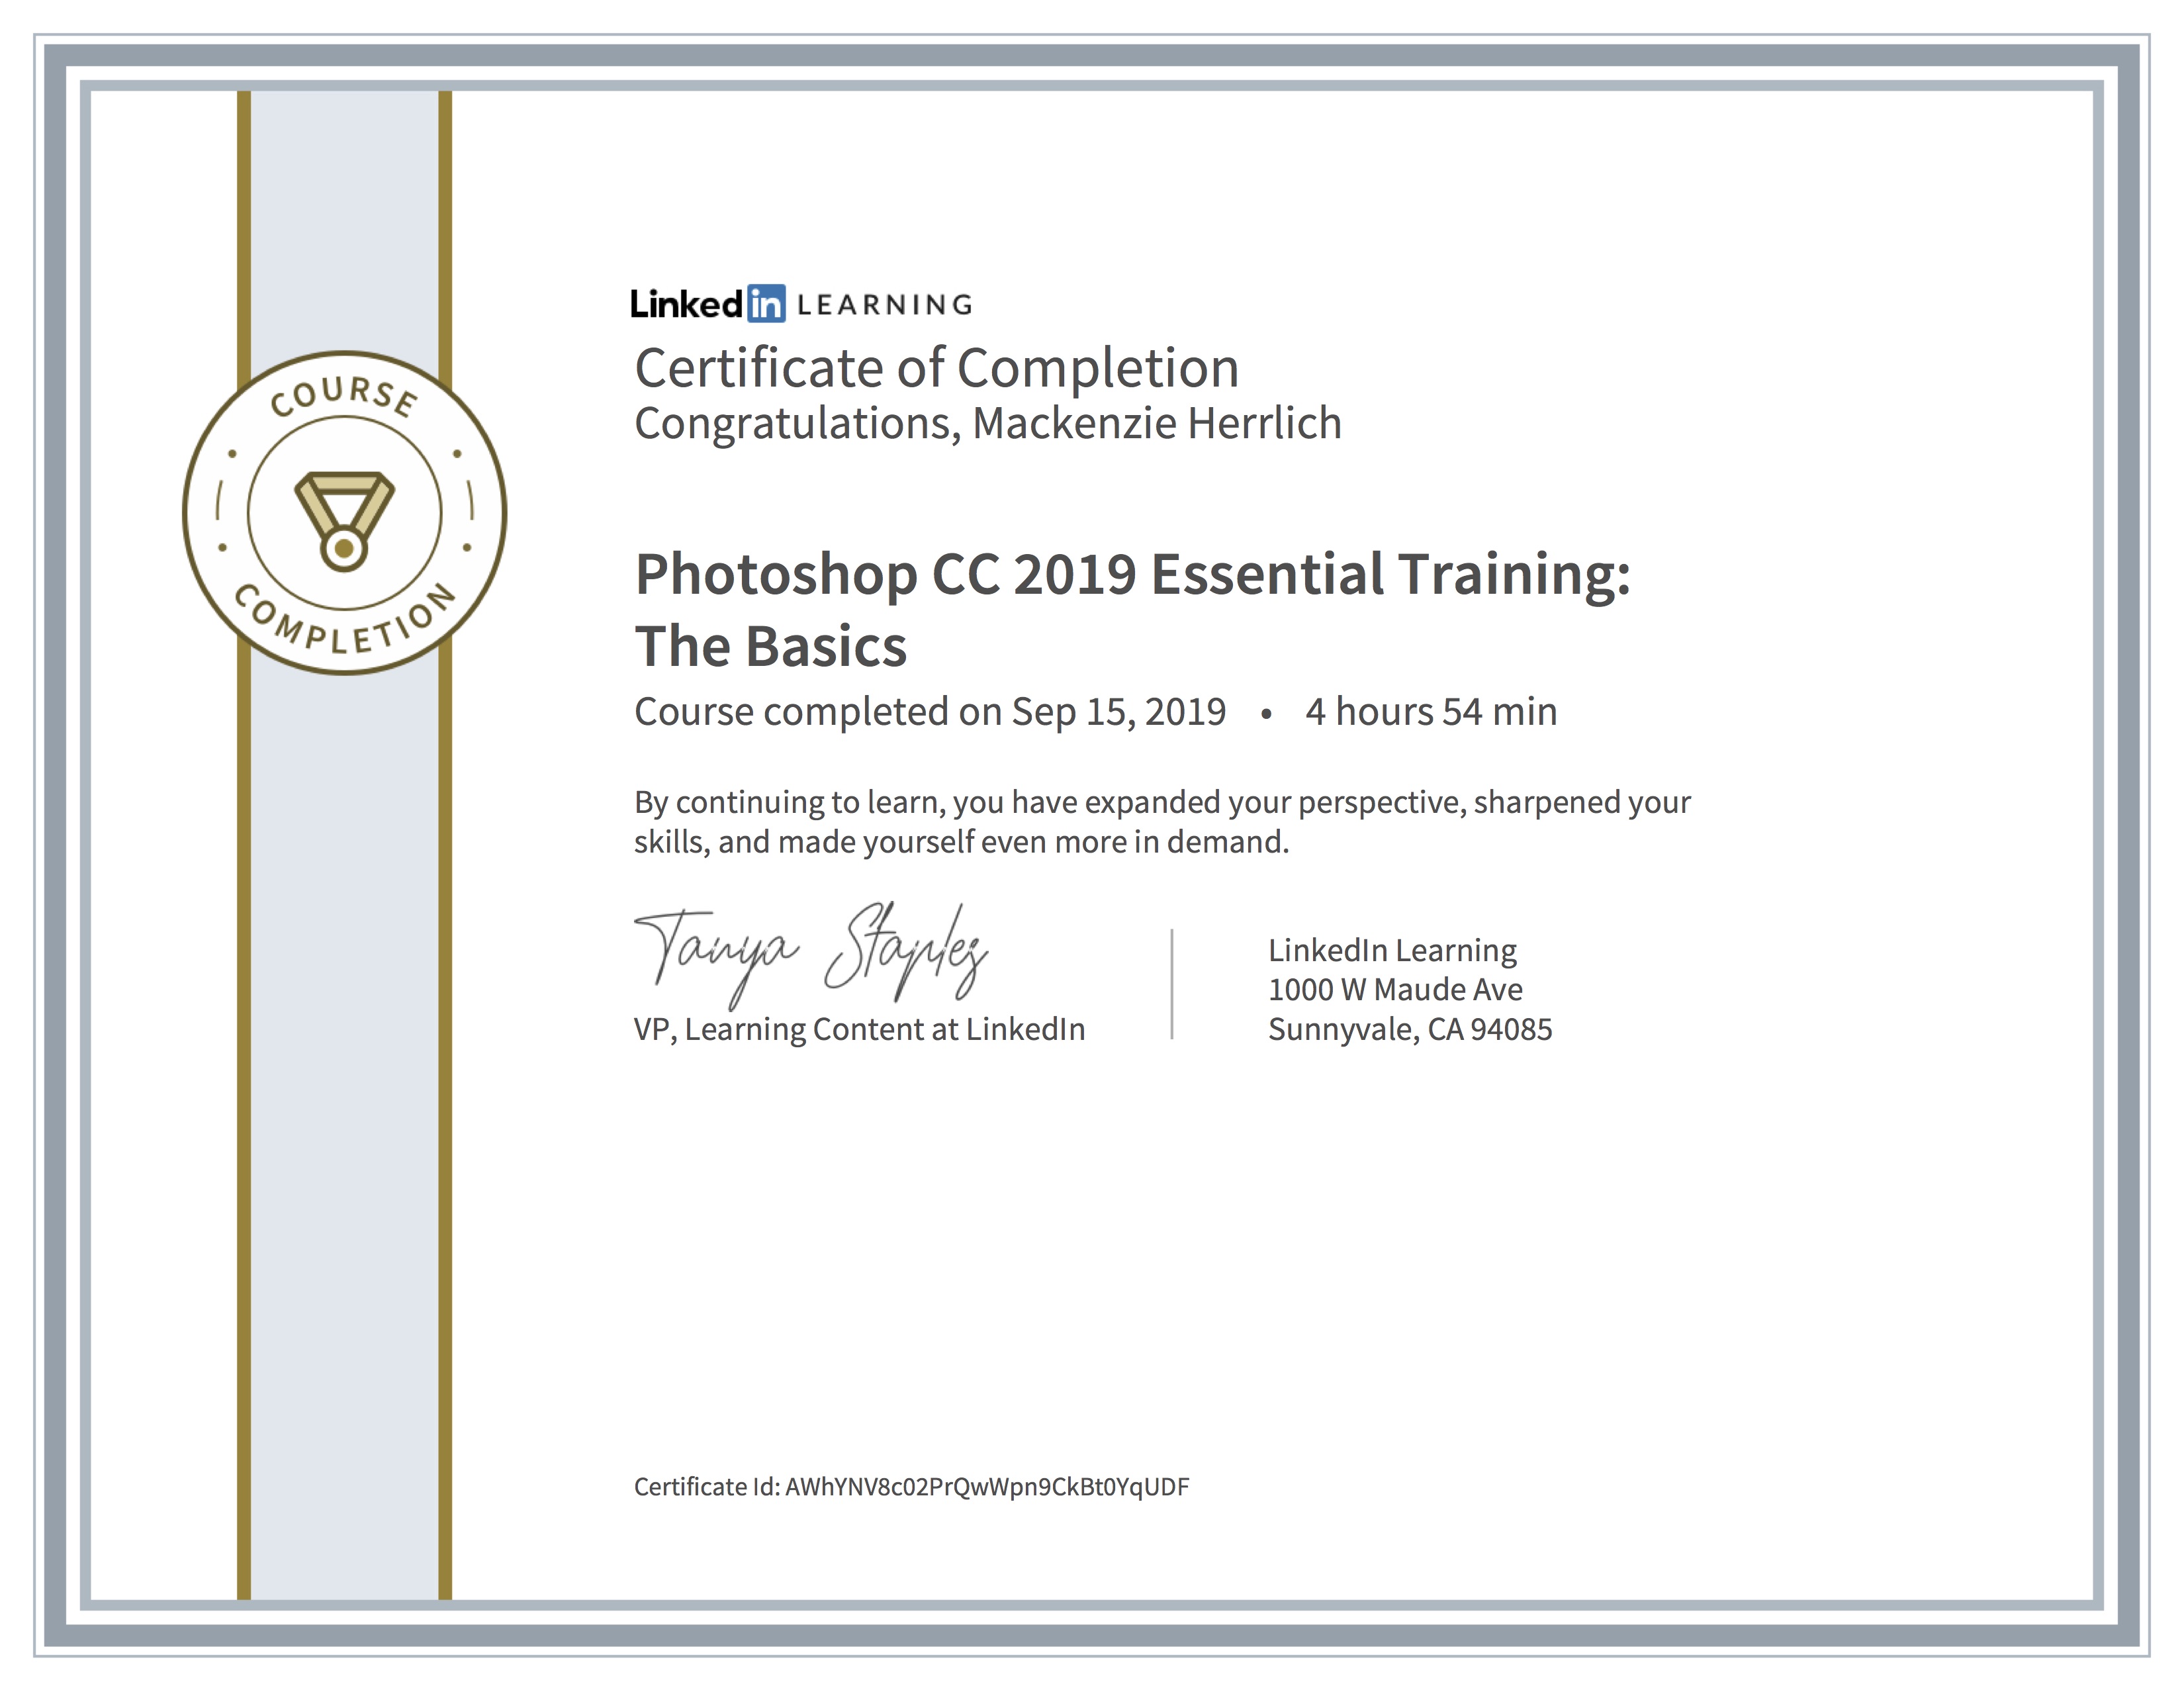 COURSE
COMPLETION
Linkedin LEARNING
Certificate of Completion
Congratulations, Mackenzie Herrlich
Photoshop CC 2019 Essential Training:
The Basics
Course completed on Sep 15, 2019 • 4 hours 54 min
By continuing to learn, you have expanded your perspective, sharpened your
skills, and made yourself even more in demand.
Tanya Staples
VP, Learning Content at LinkedIn
LinkedIn Learning
1000 W Maude Ave
Sunnyvale, CA 94085
Certificate Id: AWhYNV8c02PrQwWpn9CkBt0YqUDF